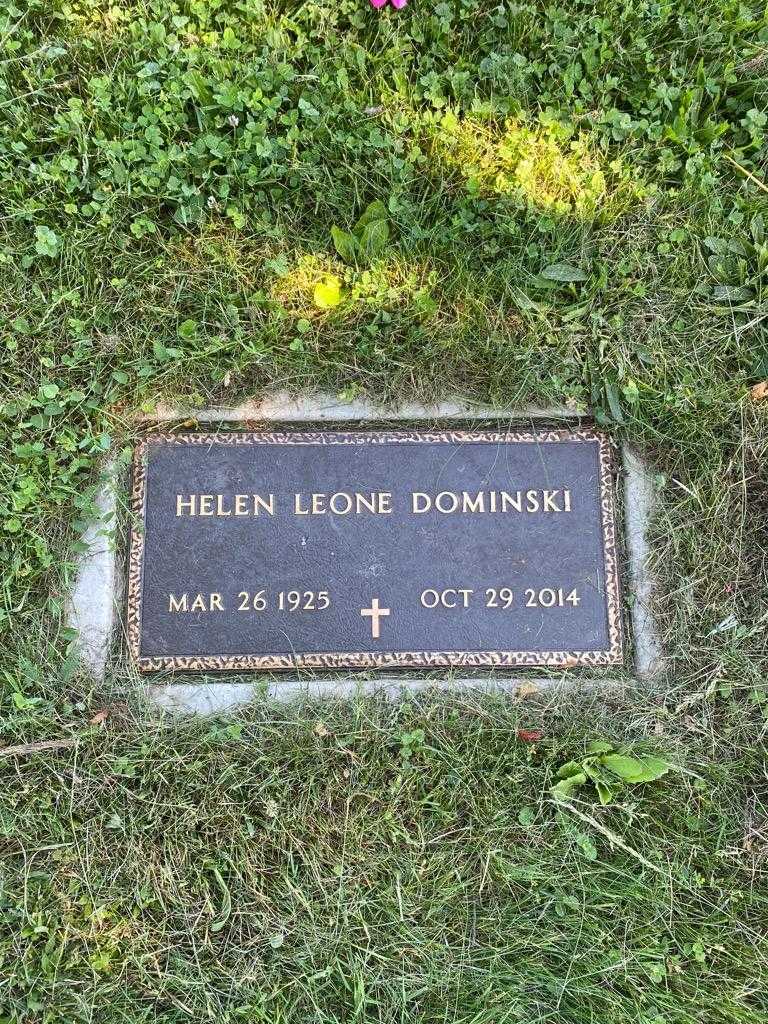 HELEN LEONE DOMINSKI
MAR 26 1925 OCT 29 2014